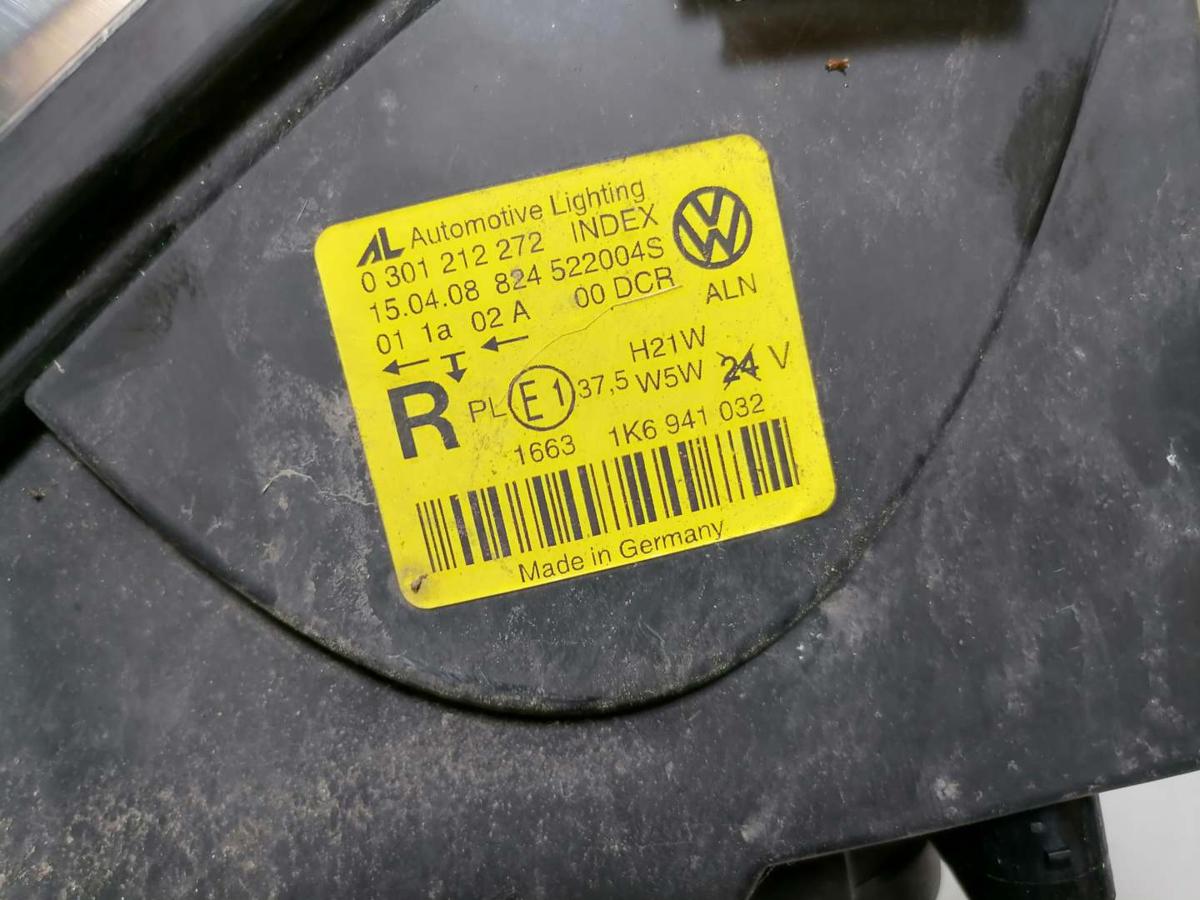 AL Automotive Lighting
0 301 212 272 INDEX
15.04.08 824 522004S
01 1a 02 A 00 DCR ALN
H21W
R PL E1 37,5 W5W 24 V
1663 1K6 941 032
Made in Germany